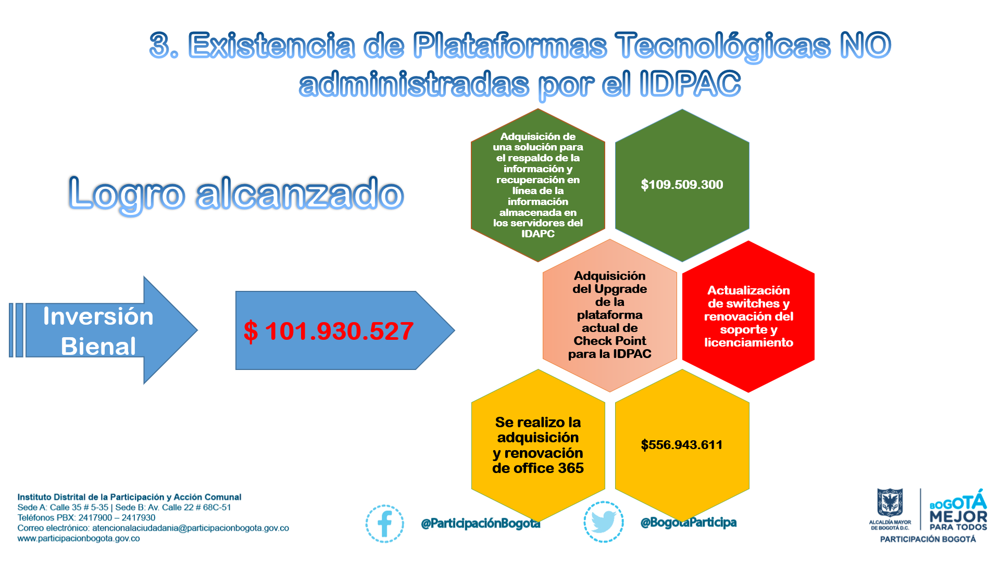 3. Existencia de Plataformas Tecnológicas NO
administradas por el IDPAC
Logro alcanzado
Inversión
Bienal
$ 101.930.527
Adquisición de
una solución para
el respaldo de la
información y
recuperación en
línea de la
información
almacenada en
los servidores del
IDAPC
$109.509.300
Adquisición
del Upgrade
de la
plataforma
actual de
Check Point
para la IDPAC
Actualización
de switches y
renovación del
soporte y
licenciamiento
Se realizo la
adquisición
y renovación
de office 365
$556.943.611
Instituto Distrital de la Participación y Acción Comunal
Sede A: Calle 35 # 5-35 | Sede B: Av. Calle 22 # 68C-51
Teléfonos PBX: 2417900 – 2417930
Correo electrónico: atencionalaciudadania@participacionbogota.gov.co
www.participacionbogota.gov.co
@ParticipaciónBogotá
@BogotaParticipa
ALCALDÍA MAYOR
DE BOGOTÁ D.C.
BOGOTÁ
MEJOR
PARA TODOS
PARTICIPACIÓN BOGOTÁ